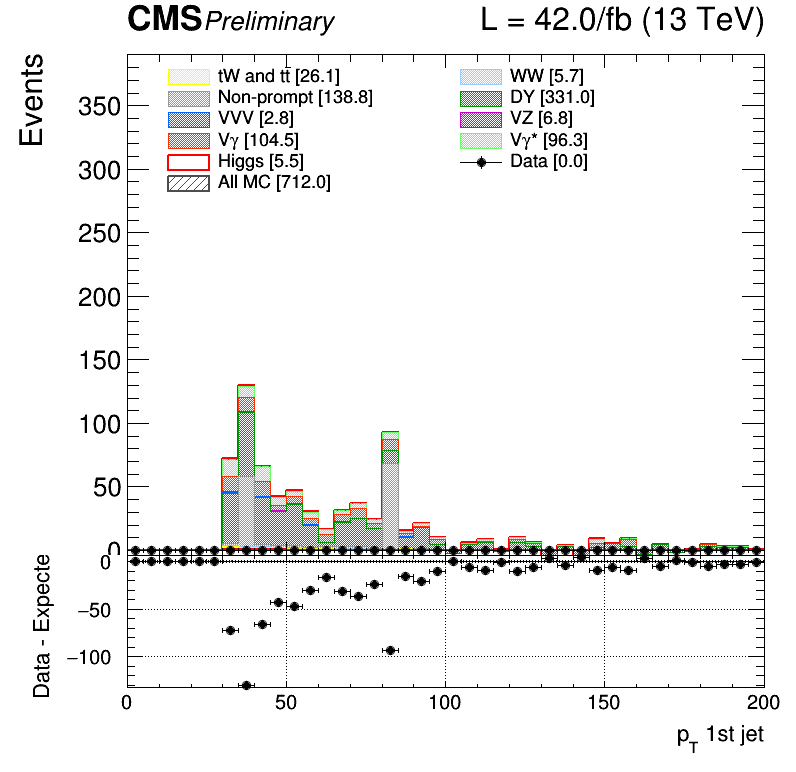 CMS Preliminary L = 42.0/fb (13 TeV)
Events
tW and tt̄ [26.1] WW [5.7]
Non-prompt [138.8] DY [331.0]
VVV [2.8] VZ [6.8]
Vγ [104.5] Vγ* [96.3]
Higgs [5.5] Data [0.0]
All MC [712.0]
350
300
250
200
150
100
50
0
Data - Expecte
0
−50
−100
0 50 100 150 200
p_T 1st jet